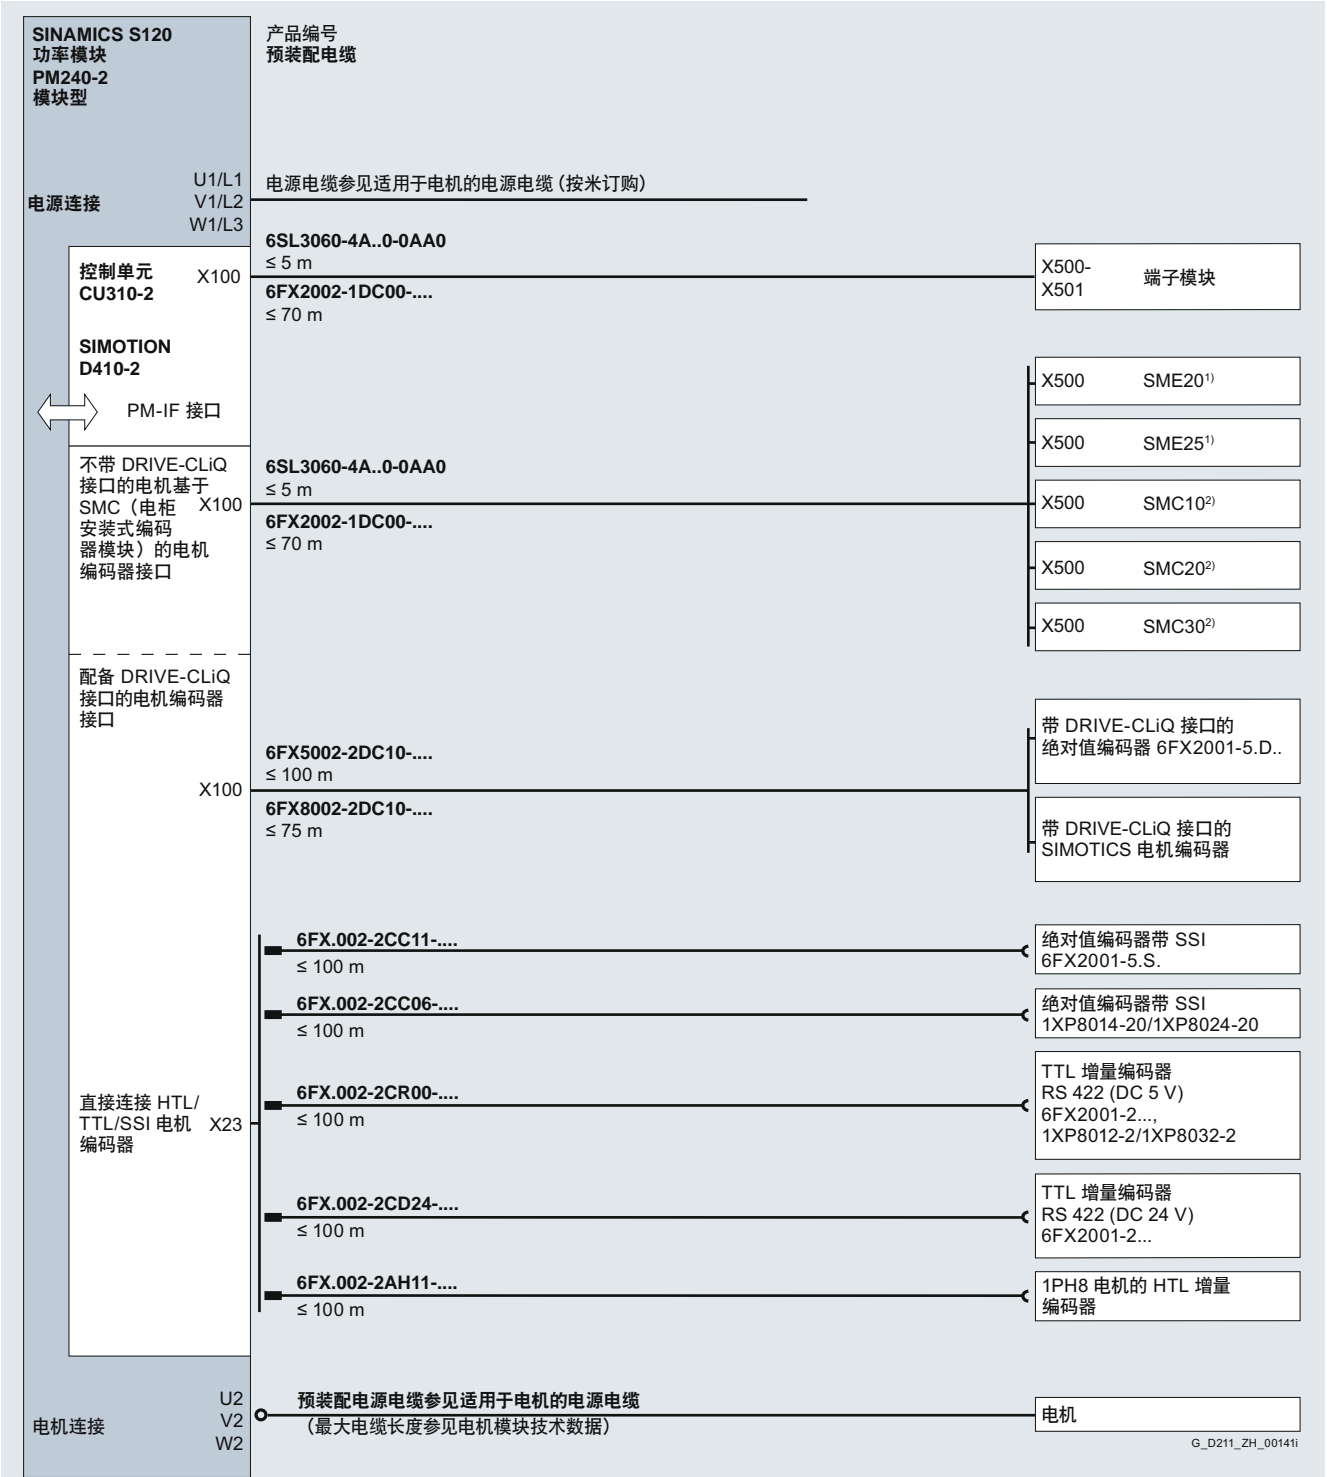 SINAMICS S120
功率模块
PM240-2
模块型
产品编号
预装配电缆
电源连接
U1/L1
V1/L2
W1/L3
电源电缆参见适用于电机的电源电缆（按米订购）
控制单元
CU310-2
X100
6SL3060-4A..0-0AA0
≤ 5 m
6FX2002-1DC00-....
≤ 70 m
X500-
X501
端子模块
SIMOTION
D410-2
PM-IF 接口
X500 SME20¹⁾
X500 SME25¹⁾
X500 SMC10²⁾
X500 SMC20²⁾
X500 SMC30²⁾
不带 DRIVE-CLiQ
接口的电机基于
SMC（电柜
安装式编码
器模块）的电机
编码器接口
X100
6SL3060-4A..0-0AA0
≤ 5 m
6FX2002-1DC00-....
≤ 70 m
配备 DRIVE-CLiQ
接口的电机编码器
接口
X100
6FX5002-2DC10-....
≤ 100 m
6FX8002-2DC10-....
≤ 75 m
带 DRIVE-CLiQ 接口的
绝对值编码器 6FX2001-5.D..
带 DRIVE-CLiQ 接口的
SIMOTICS 电机编码器
直接连接 HTL/
TTL/SSI 电机
编码器
X23
6FX.002-2CC11-....
≤ 100 m
绝对值编码器带 SSI
6FX2001-5.S.
6FX.002-2CC06-....
≤ 100 m
绝对值编码器带 SSI
1XP8014-20/1XP8024-20
6FX.002-2CR00-....
≤ 100 m
TTL 增量编码器
RS 422 (DC 5 V)
6FX2001-2...,
1XP8012-2/1XP8032-2
6FX.002-2CD24-....
≤ 100 m
TTL 增量编码器
RS 422 (DC 24 V)
6FX2001-2...
6FX.002-2AH11-....
≤ 100 m
1PH8 电机的 HTL 增量
编码器
电机连接
U2
V2
W2
预装配电源电缆参见适用于电机的电源电缆
（最大电缆长度参见电机模块技术数据）
电机
G_D211_ZH_00141i